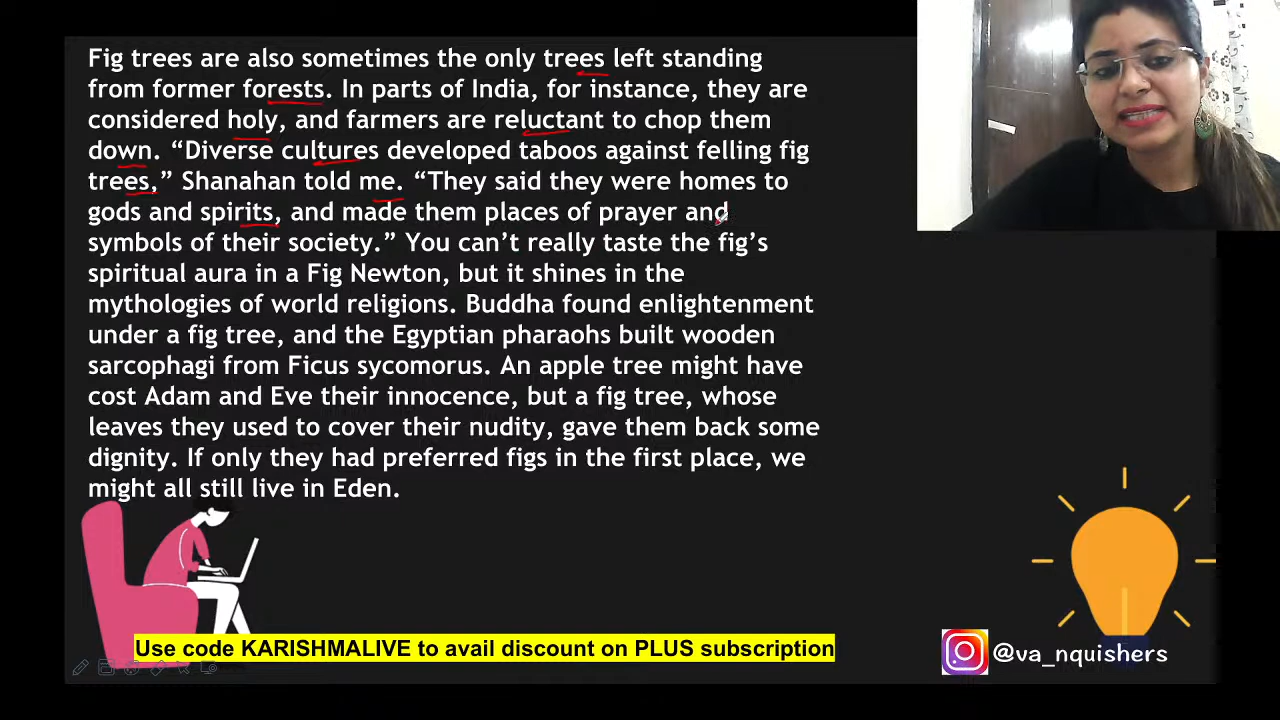 Fig trees are also sometimes the only trees left standing
from former forests. In parts of India, for instance, they are
considered holy, and farmers are reluctant to chop them
down. “Diverse cultures developed taboos against felling fig
trees,” Shanahan told me. “They said they were homes to
gods and spirits, and made them places of prayer and
symbols of their society.” You can’t really taste the fig’s
spiritual aura in a Fig Newton, but it shines in the
mythologies of world religions. Buddha found enlightenment
under a fig tree, and the Egyptian pharaohs built wooden
sarcophagi from Ficus sycomorus. An apple tree might have
cost Adam and Eve their innocence, but a fig tree, whose
leaves they used to cover their nudity, gave them back some
dignity. If only they had preferred figs in the first place, we
might all still live in Eden.
Use code KARISHMALIVE to avail discount on PLUS subscription
@va_nquishers